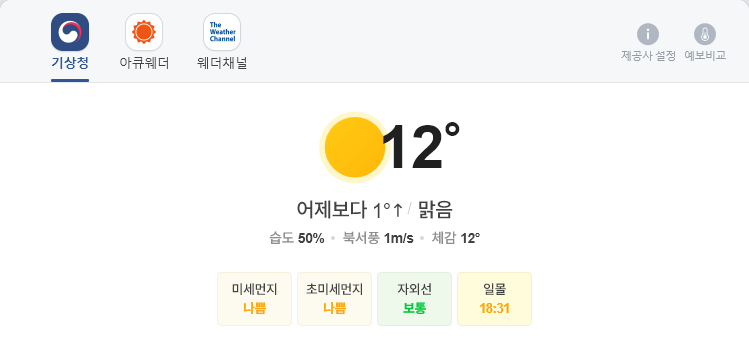 The
Weather
Channel
기상청 아큐웨더 웨더채널
제공사 설정 예보비교
12°
어제보다 1°↑ / 맑음
습도 50% • 북서풍 1m/s • 체감 12°
미세먼지 초미세먼지 자외선 일몰
나쁨 나쁨 보통 18:31